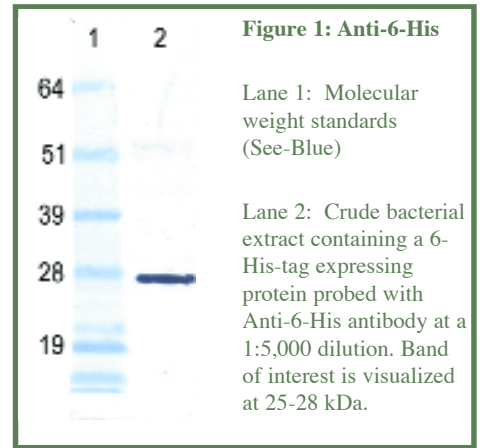 1 2
64
51
39
28
19
Figure 1: Anti-6-His
Lane 1: Molecular
weight standards
(See-Blue)
Lane 2: Crude bacterial
extract containing a 6-
His-tag expressing
protein probed with
Anti-6-His antibody at a
1:5,000 dilution. Band
of interest is visualized
at 25-28 kDa.